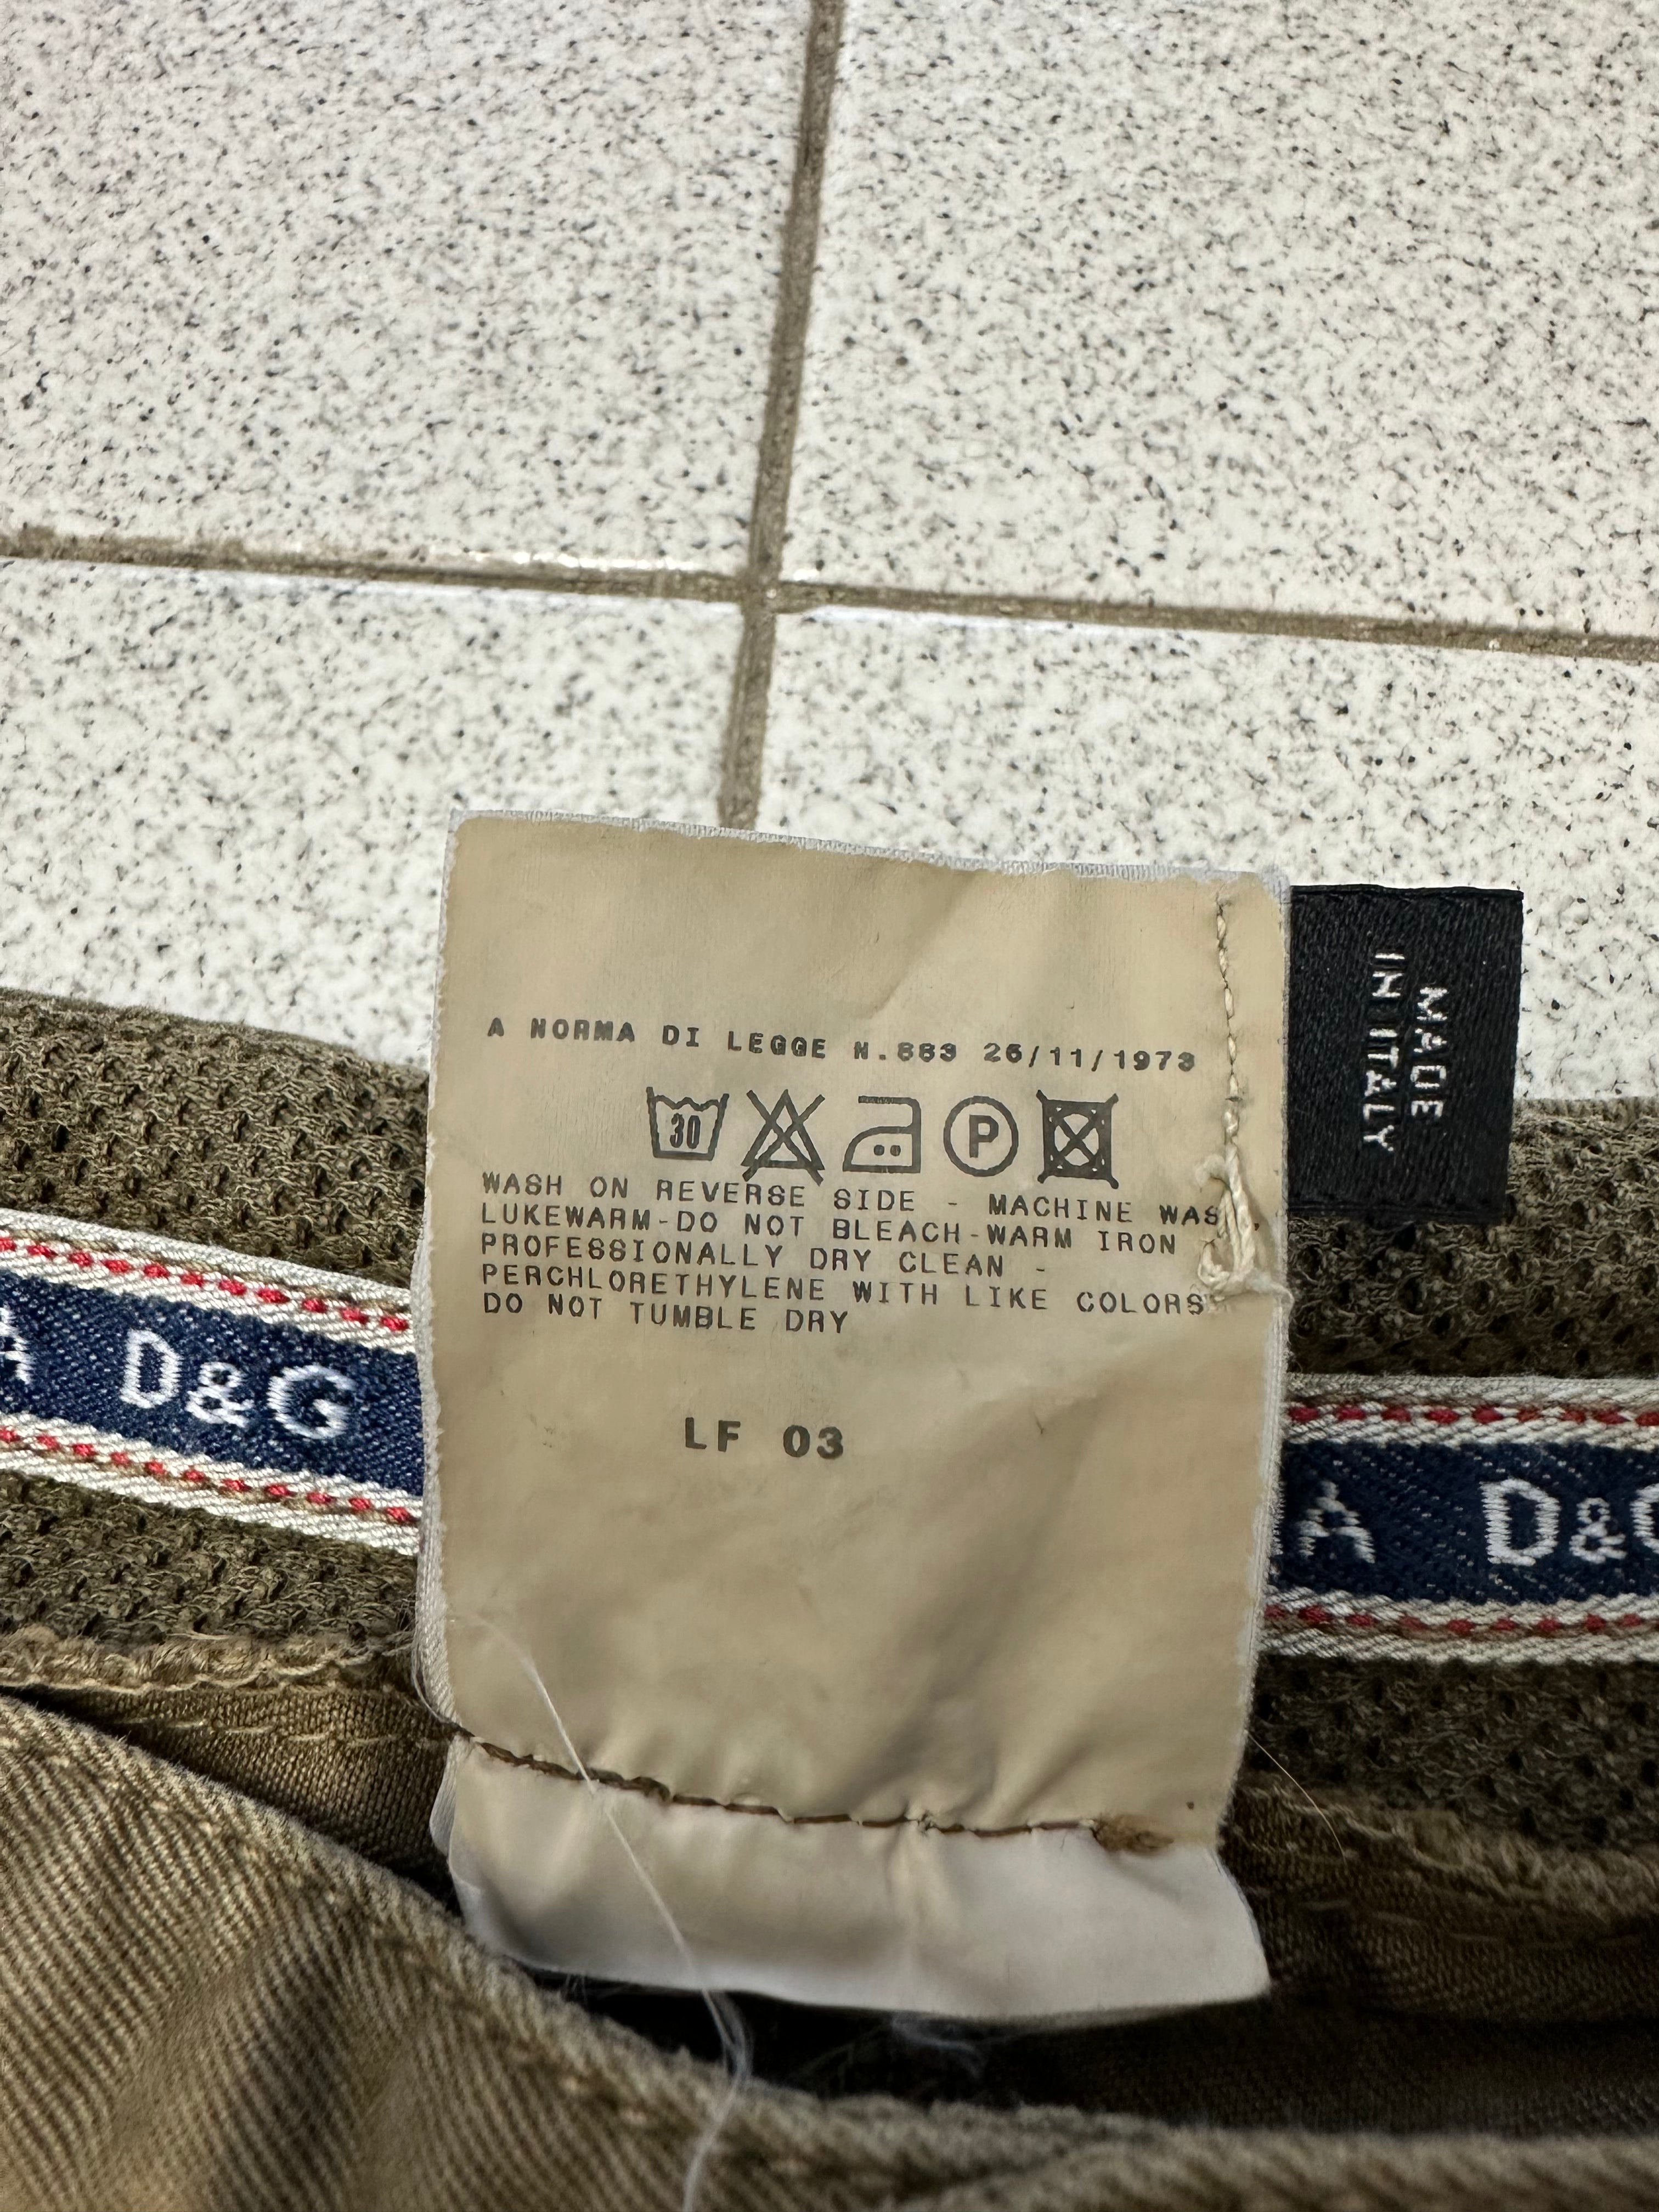 A NORMA DI LEGGE N.883 26/11/1973
30
P
WASH ON REVERSE SIDE - MACHINE WAS
LUKEWARM-DO NOT BLEACH-WARM IRON
PROFESSIONALLY DRY CLEAN -
PERCHLORETHYLENE WITH LIKE COLORS
DO NOT TUMBLE DRY
LF 03
MADE
IN ITALY
A D&G
A D&G